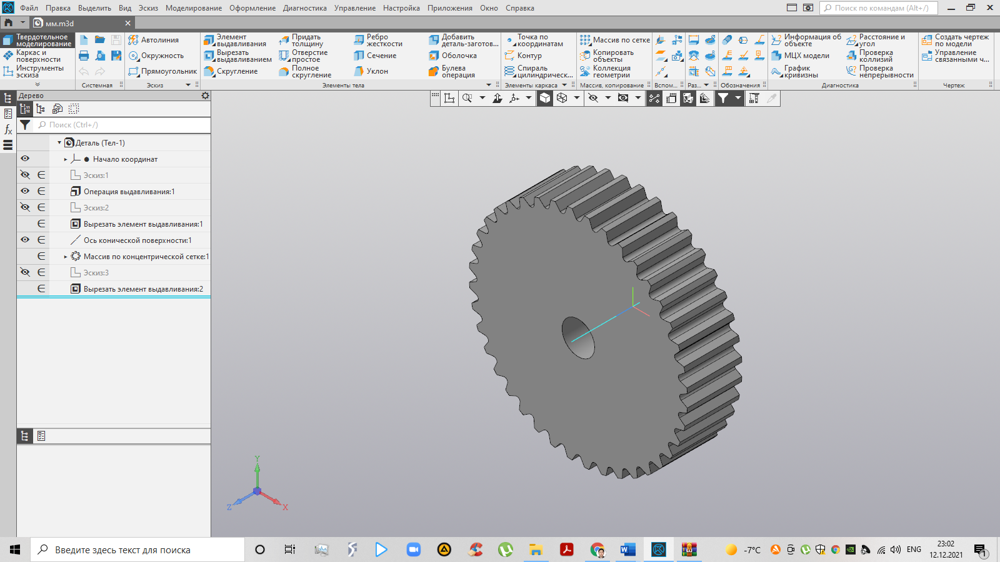 Файл Правка Выделить Вид Эскиз Моделирование Оформление Диагностика Управление Настройка Приложения Окно Справка
Поиск по командам (Alt+/)
мм.m3d
Твердотельное моделирование
Каркас и поверхности
Инструменты эскиза
Системная
Автолиния
Окружность
Прямоугольник
Эскиз
Элемент выдавливания
Вырезать выдавливанием
Скругление
Придать толщину
Отверстие простое
Полное скругление
Ребро жесткости
Сечение
Уклон
Добавить деталь-заготов...
Оболочка
Булева операция
Элементы тела
Точка по координатам
Контур
Спираль цилиндрическ...
Элементы каркаса
Массив по сетке
Копировать объекты
Коллекция геометрии
Массив, копирование
Вспом...
Раз...
Обозначения
Информация об объекте
МЦХ модели
График кривизны
Расстояние и угол
Проверка коллизий
Проверка непрерывности
Диагностика
Создать чертеж по модели
Управление связанными ч...
Чертеж
Дерево
Поиск (Ctrl+/)
Деталь (Тел-1)
Начало координат
Эскиз:1
Операция выдавливания:1
Эскиз:2
Вырезать элемент выдавливания:1
Ось конической поверхности:1
Массив по концентрической сетке:1
Эскиз:3
Вырезать элемент выдавливания:2
Y
Z
X
Введите здесь текст для поиска
-7°C
ENG
23:02
12.12.2021
1